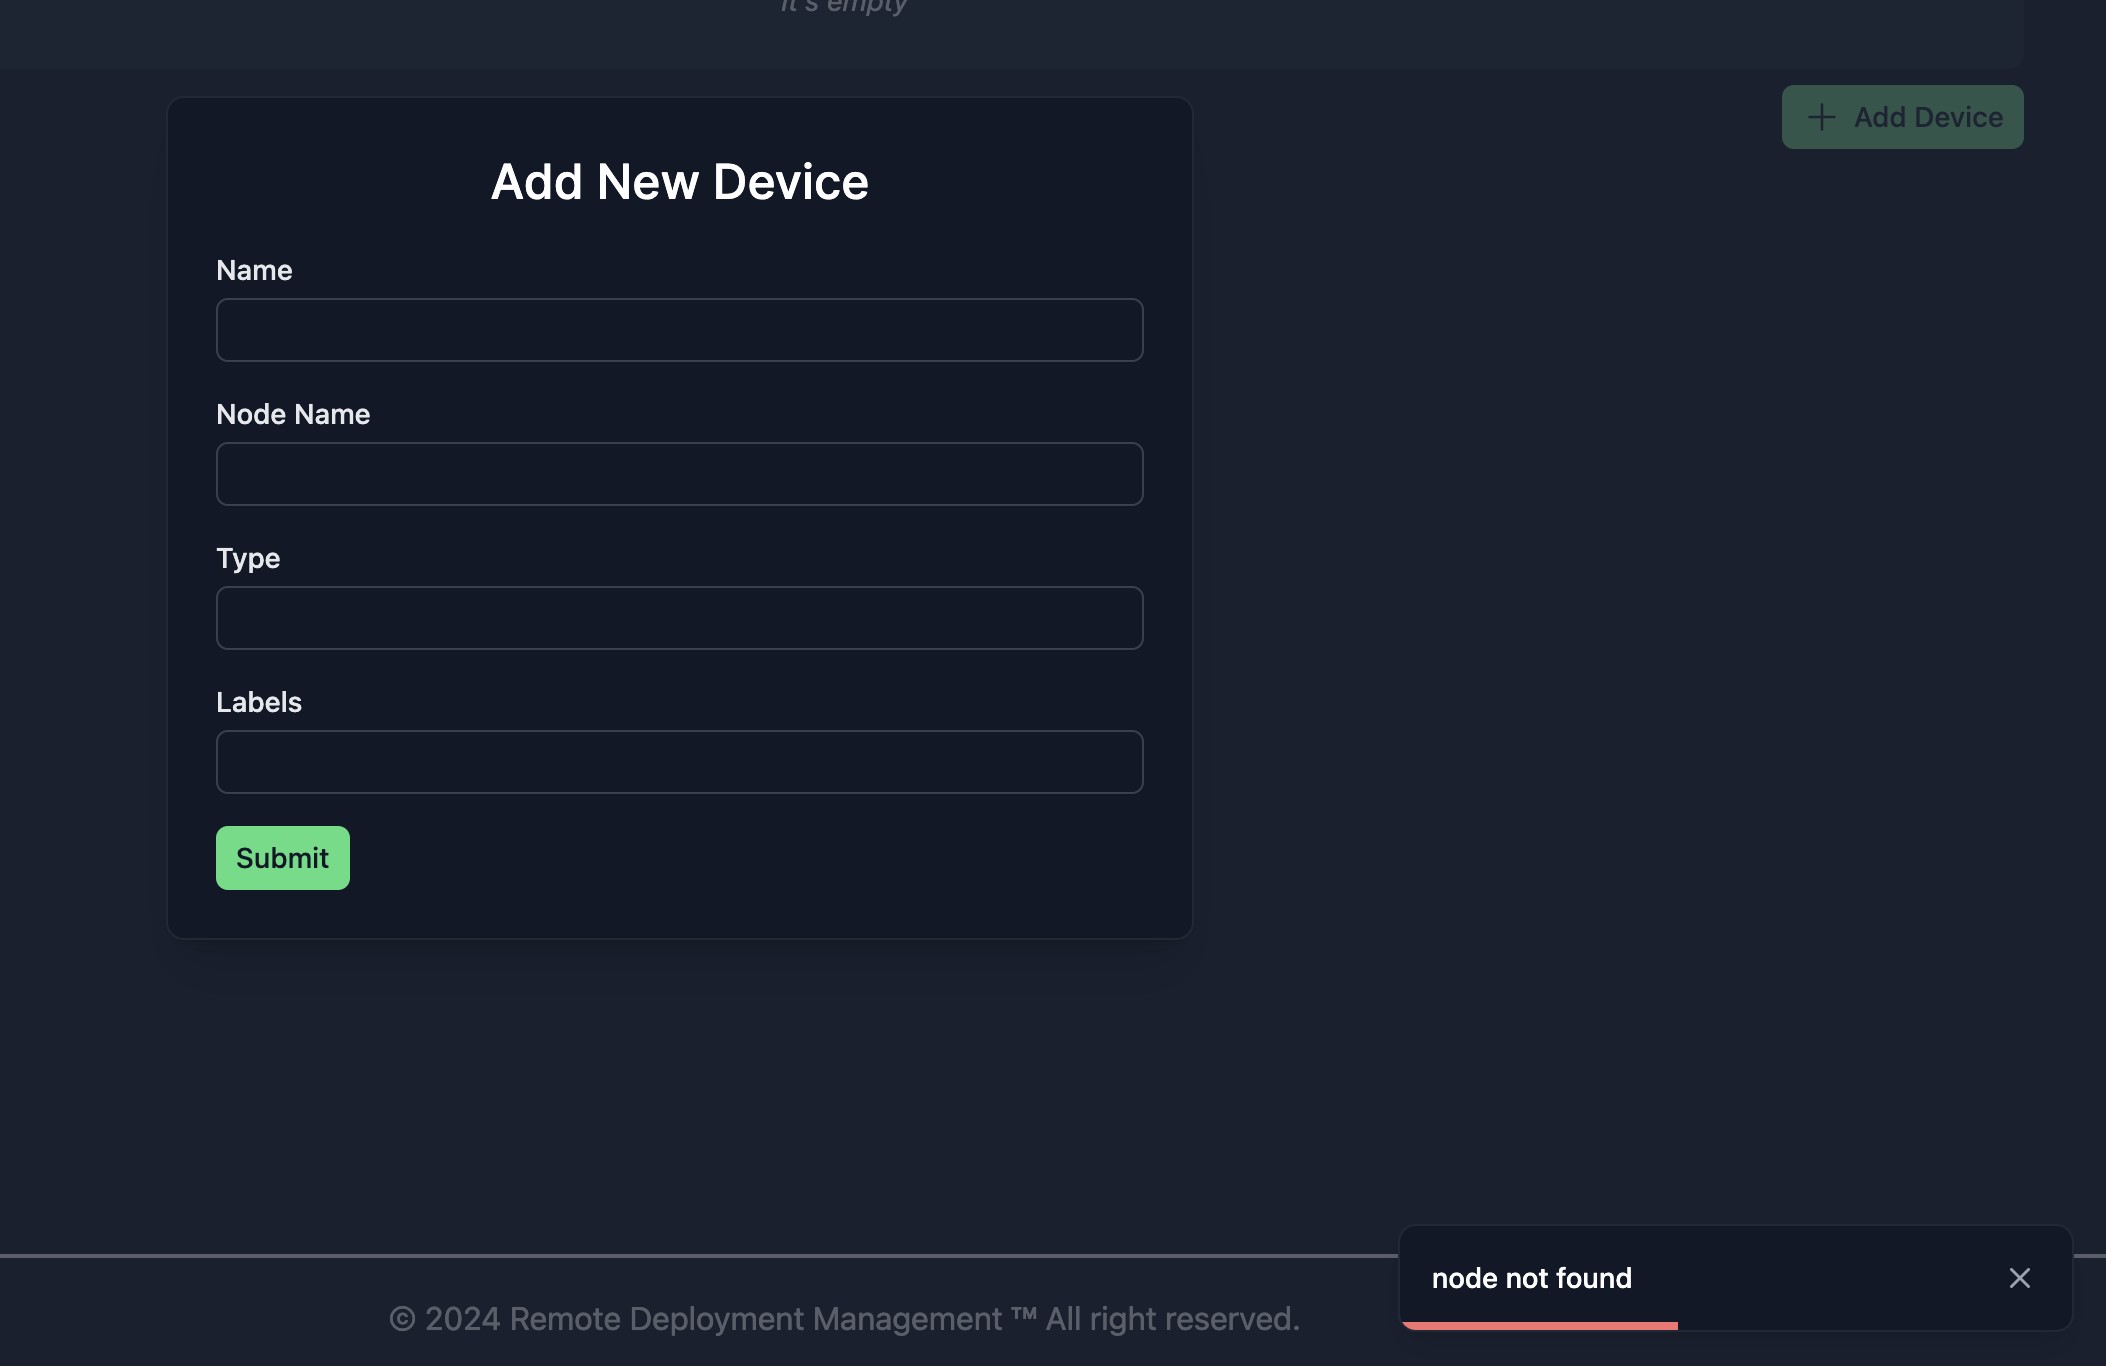 It's empty
Add Device
Add New Device
Name
Node Name
Type
Labels
Submit
node not found
© 2024 Remote Deployment Management ™ All right reserved.